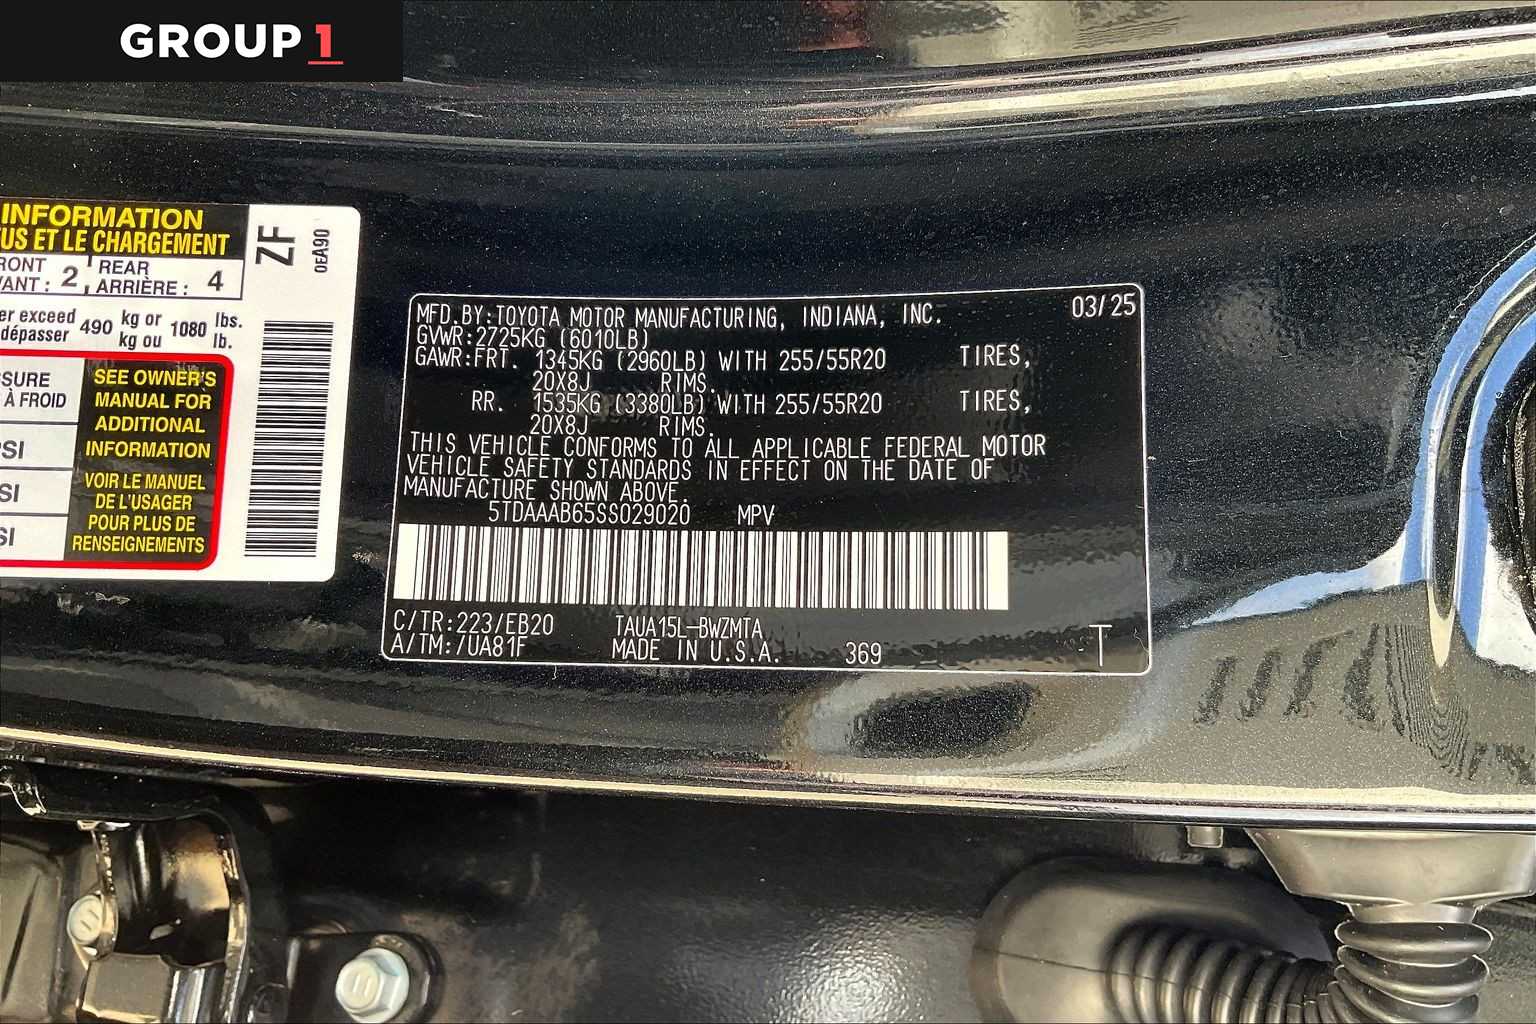 GROUP 1
INFORMATION
US ET LE CHARGEMENT
RONT 2 REAR 4
VANT : , ARRIÈRE :
er exceed 490 kg or 1080 lbs.
dépasser kg ou lb.
SSURE
À FROID
PSI
SI
SI
SEE OWNER'S
MANUAL FOR
ADDITIONAL
INFORMATION
VOIR LE MANUEL
DE L'USAGER
POUR PLUS DE
RENSEIGNEMENTS
ZF
0EA90
MFD.BY:TOYOTA MOTOR MANUFACTURING, INDIANA, INC. 03/25
GVWR:2725KG (6010LB)
GAWR:FRT. 1345KG (2960LB) WITH 255/55R20 TIRES,
20X8J RIMS.
RR. 1535KG (3380LB) WITH 255/55R20 TIRES,
20X8J RIMS.
THIS VEHICLE CONFORMS TO ALL APPLICABLE FEDERAL MOTOR
VEHICLE SAFETY STANDARDS IN EFFECT ON THE DATE OF
MANUFACTURE SHOWN ABOVE.
5TDAAAB65SS029020 MPV
C/TR:223/EB20 TAUA15L-BWZMTA
A/TM:/UA81F MADE IN U.S.A. 369 T